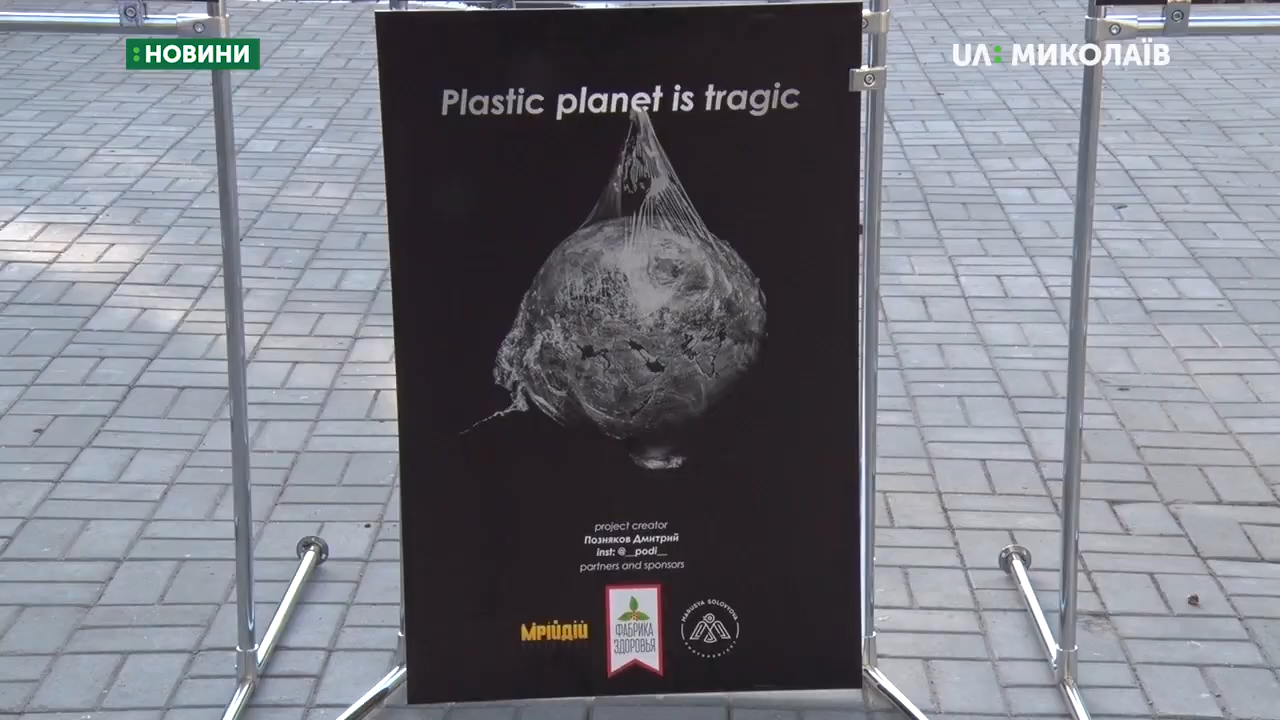 :НОВИНИ
UA: МИКОЛАЇВ
Plastic planet is tragic
project creator
Позняков Дмитрий
inst: @__podi__
partners and sponsors
Мрійдій
ФАБРИКА
ЗДОРОВЬЯ
MARUSYA SOLOVYOVA